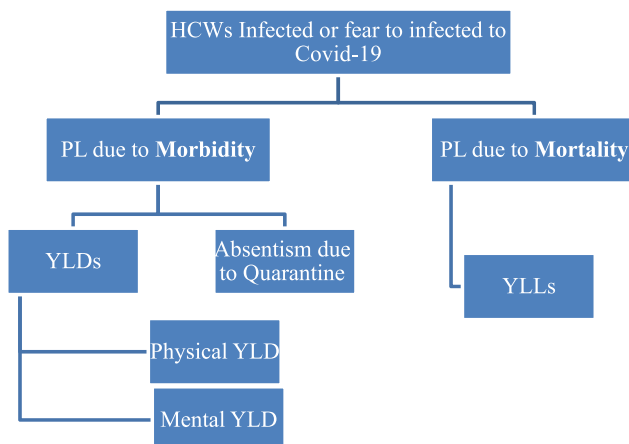 HCWs Infected or fear to infected to
Covid-19
PL due to Morbidity
PL due to Mortality
YLDs
Absentism due
to Quarantine
YLLs
Physical YLD
Mental YLD